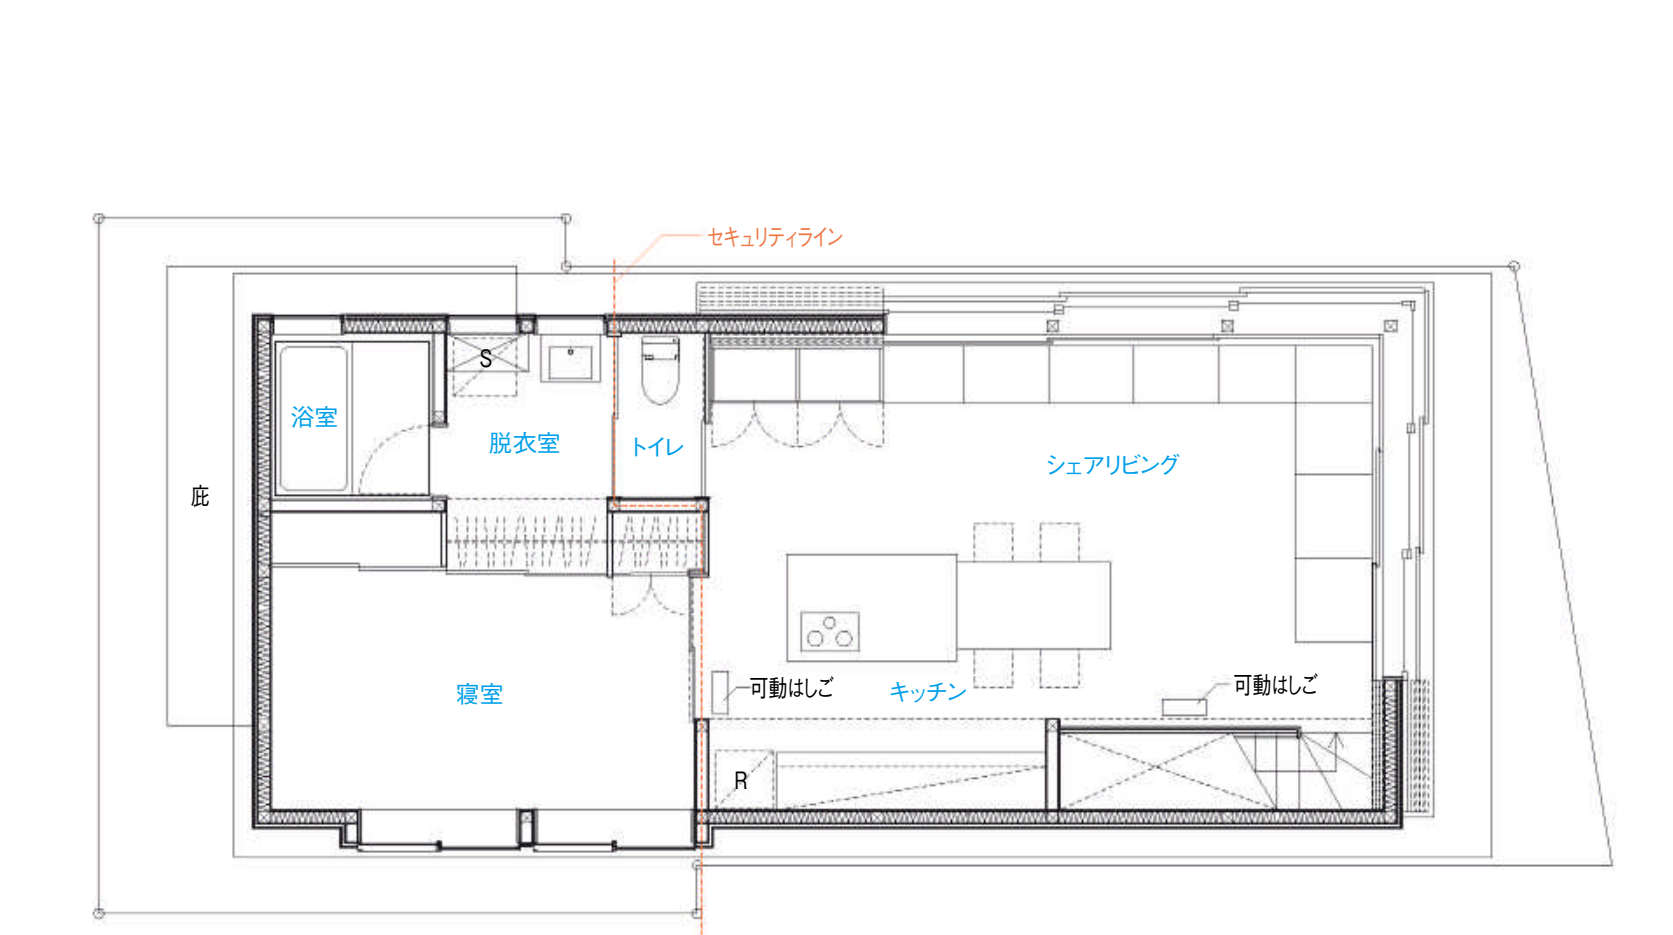 セキュリティライン
S
浴室
脱衣室
トイレ
シェアリビング
庇
寝室
可動はしご
キッチン
可動はしご
R